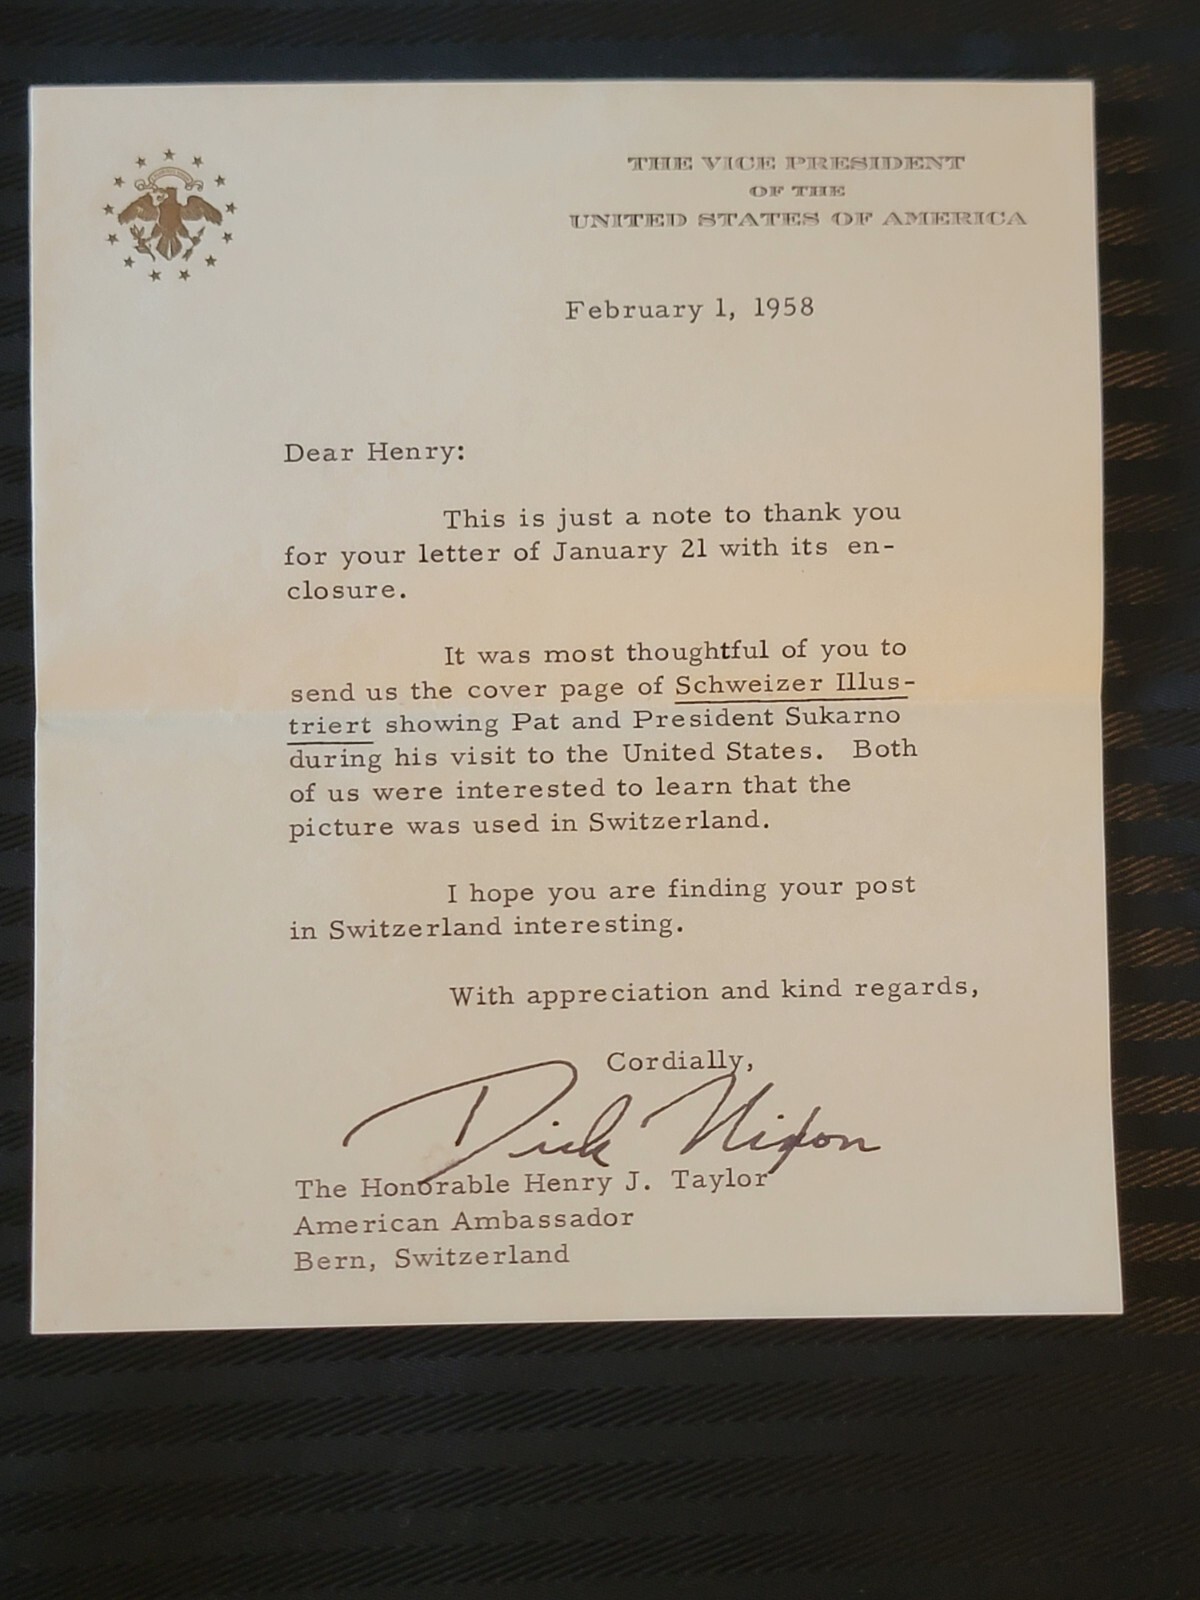 THE VICE PRESIDENT
OF THE
UNITED STATES OF AMERICA
February 1, 1958
Dear Henry:
This is just a note to thank you
for your letter of January 21 with its en-
closure.
It was most thoughtful of you to
send us the cover page of Schweizer Illus-
triert showing Pat and President Sukarno
during his visit to the United States. Both
of us were interested to learn that the
picture was used in Switzerland.
I hope you are finding your post
in Switzerland interesting.
With appreciation and kind regards,
Cordially,
Dick Nixon
The Honorable Henry J. Taylor
American Ambassador
Bern, Switzerland